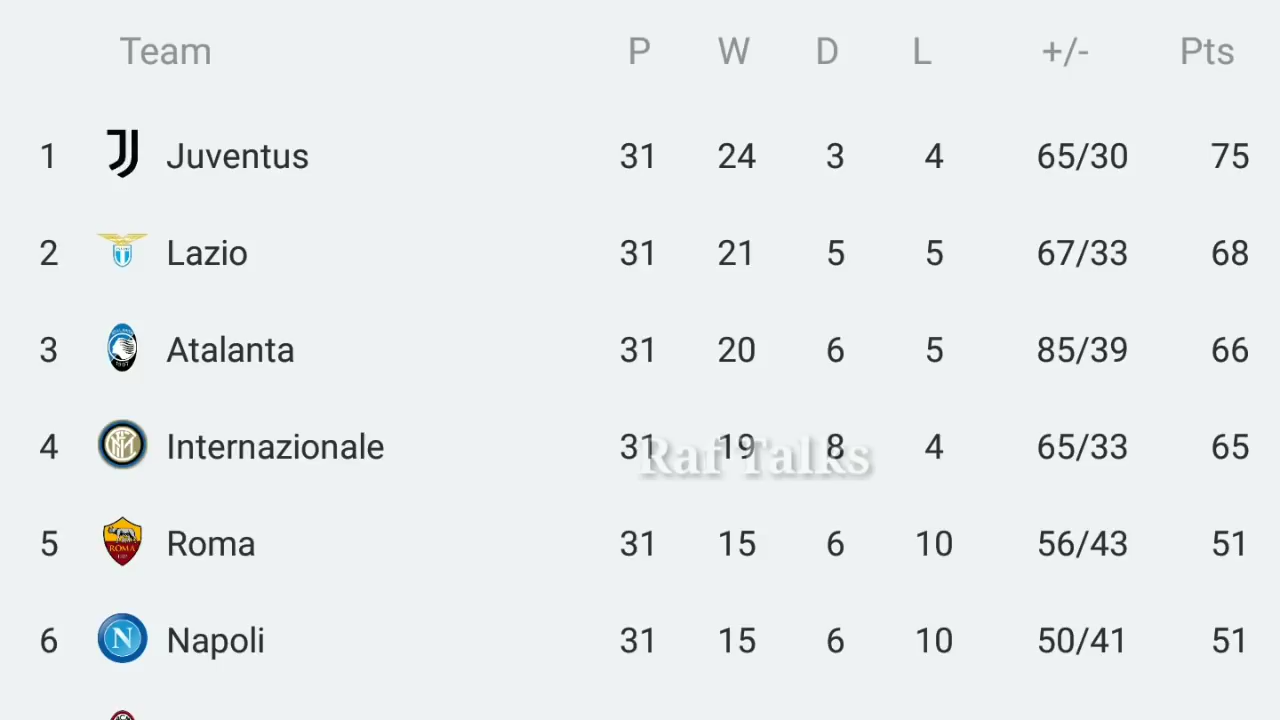 Team P W D L +/- Pts
1 Juventus 31 24 3 4 65/30 75
2 Lazio 31 21 5 5 67/33 68
3 Atalanta 31 20 6 5 85/39 66
4 Internazionale 31 19 8 4 65/33 65
Raf Talks
5 ROMA Roma 31 15 6 10 56/43 51
6 N Napoli 31 15 6 10 50/41 51